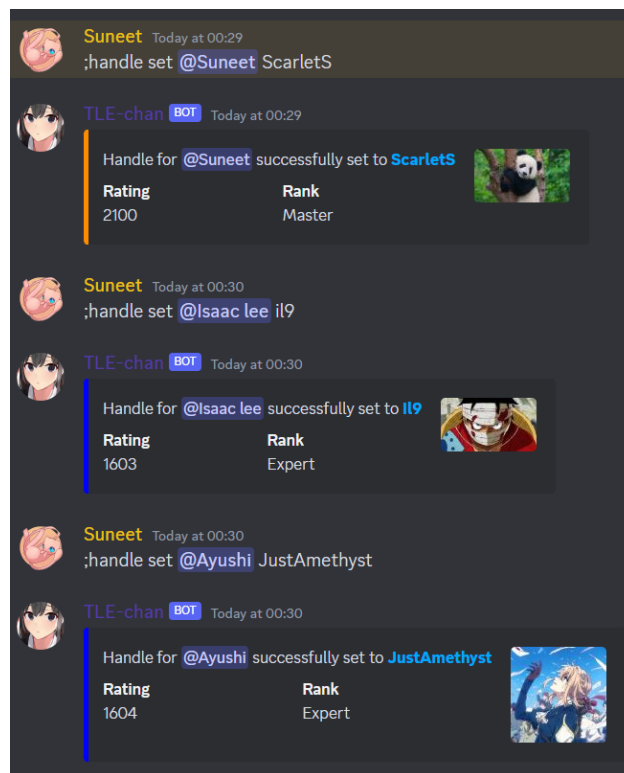 Suneet Today at 00:29
;handle set @Suneet ScarletS
TLE-chan BOT Today at 00:29
Handle for @Suneet successfully set to ScarletS
Rating Rank
2100 Master
Suneet Today at 00:30
;handle set @Isaac lee il9
TLE-chan BOT Today at 00:30
Handle for @Isaac lee successfully set to Il9
Rating Rank
1603 Expert
Suneet Today at 00:30
;handle set @Ayushi JustAmethyst
TLE-chan BOT Today at 00:30
Handle for @Ayushi successfully set to JustAmethyst
Rating Rank
1604 Expert